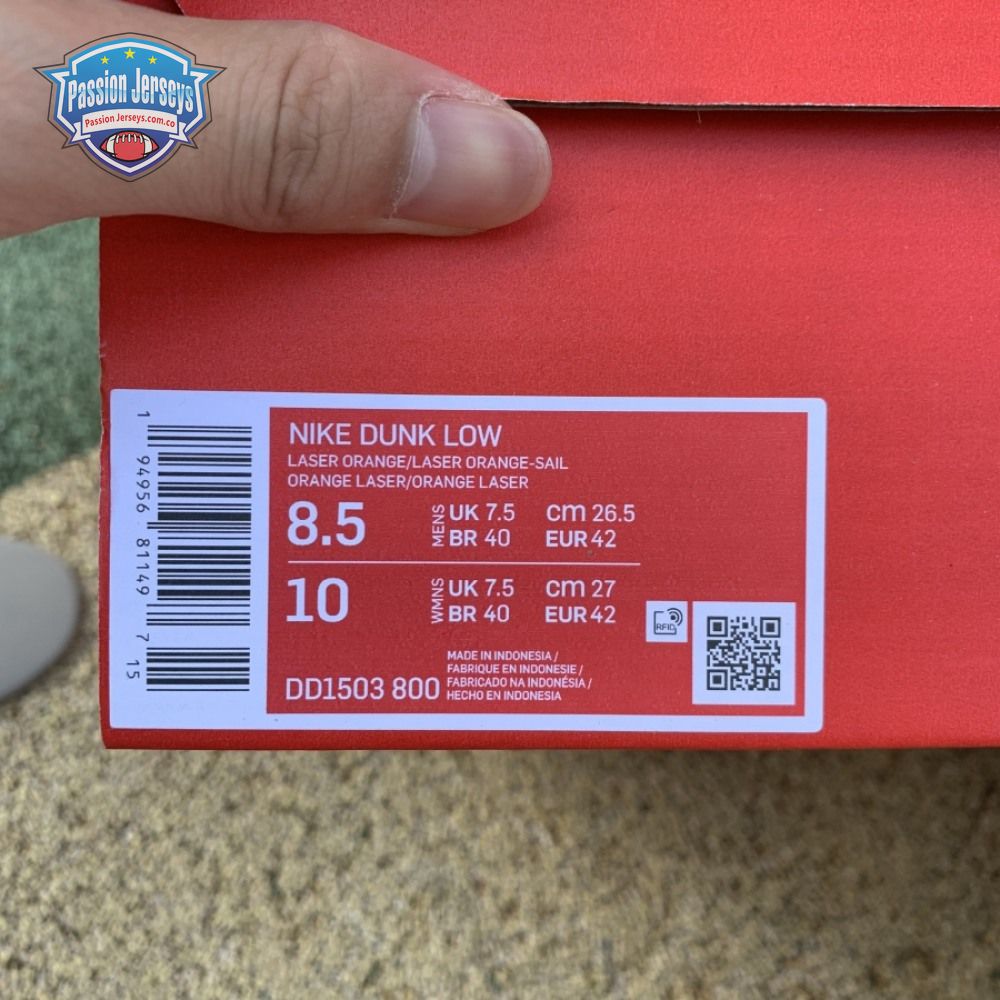 Passion Jerseys
Passion Jerseys.com.co
NIKE DUNK LOW
LASER ORANGE/LASER ORANGE-SAIL
ORANGE LASER/ORANGE LASER
8.5
MENS
UK 7.5 cm 26.5
BR 40 EUR 42
10
WMNS
UK 7.5 cm 27
BR 40 EUR 42
RFID
DD1503 800
MADE IN INDONESIA /
FABRIQUE EN INDONESIE /
FABRICADO NA INDONÉSIA /
HECHO EN INDONESIA
1 94956 81149 7 15